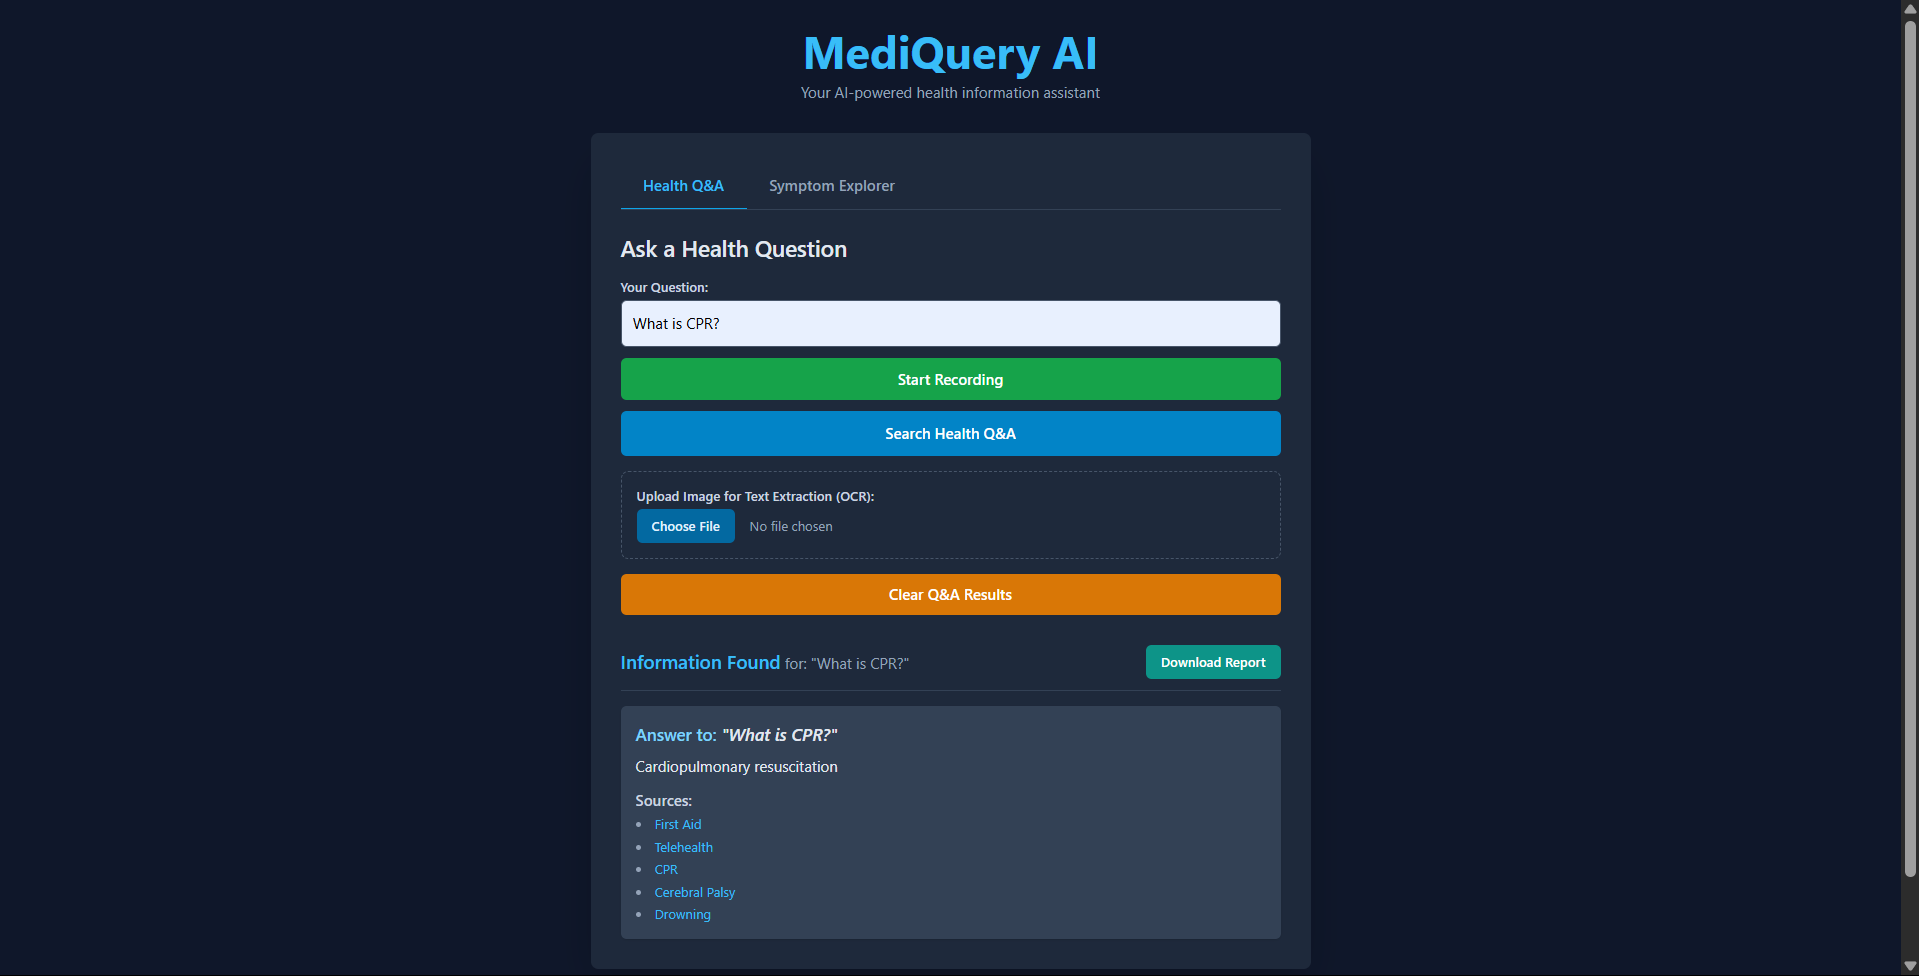 MediQuery AI
Your AI-powered health information assistant
Health Q&A
Symptom Explorer
Ask a Health Question
Your Question:
What is CPR?
Start Recording
Search Health Q&A
Upload Image for Text Extraction (OCR):
Choose File No file chosen
Clear Q&A Results
Information Found for: "What is CPR?"
Download Report
Answer to: "What is CPR?"
Cardiopulmonary resuscitation
Sources:
First Aid
Telehealth
CPR
Cerebral Palsy
Drowning